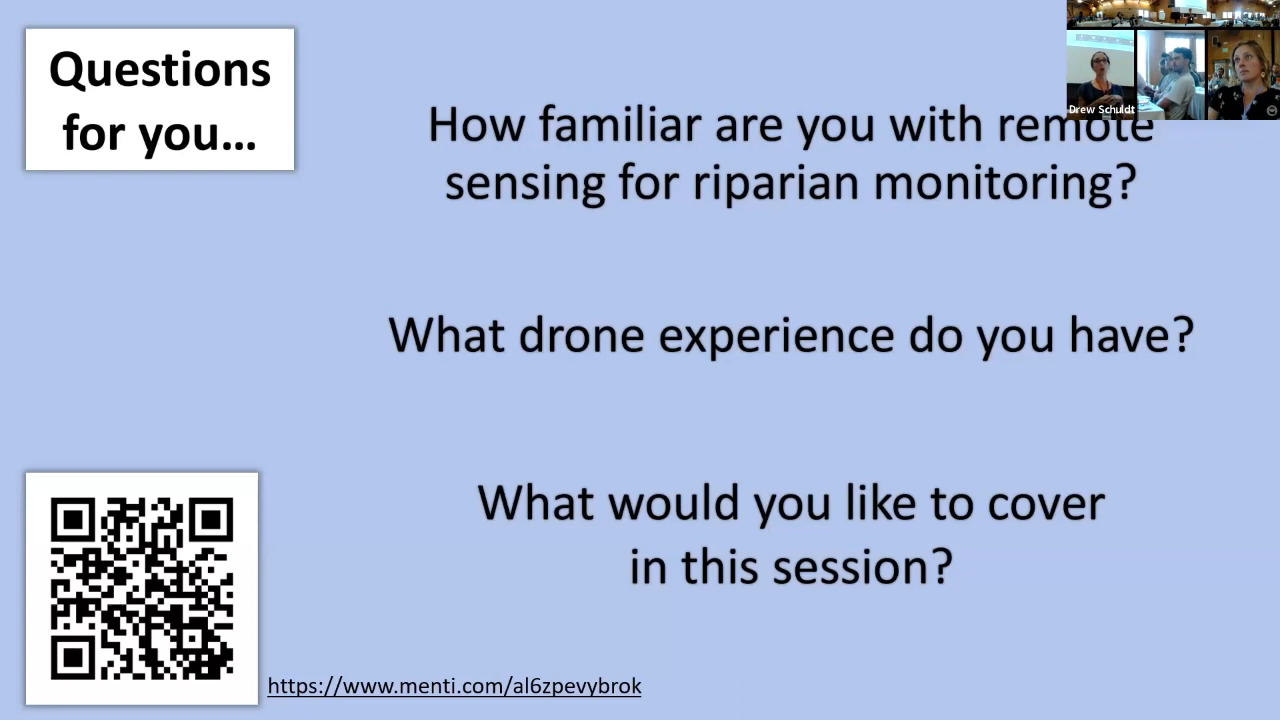 Questions
for you...
How familiar are you with remote
sensing for riparian monitoring?
What drone experience do you have?
What would you like to cover
in this session?
https://www.menti.com/al6zpevybrok
Drew Schuldt